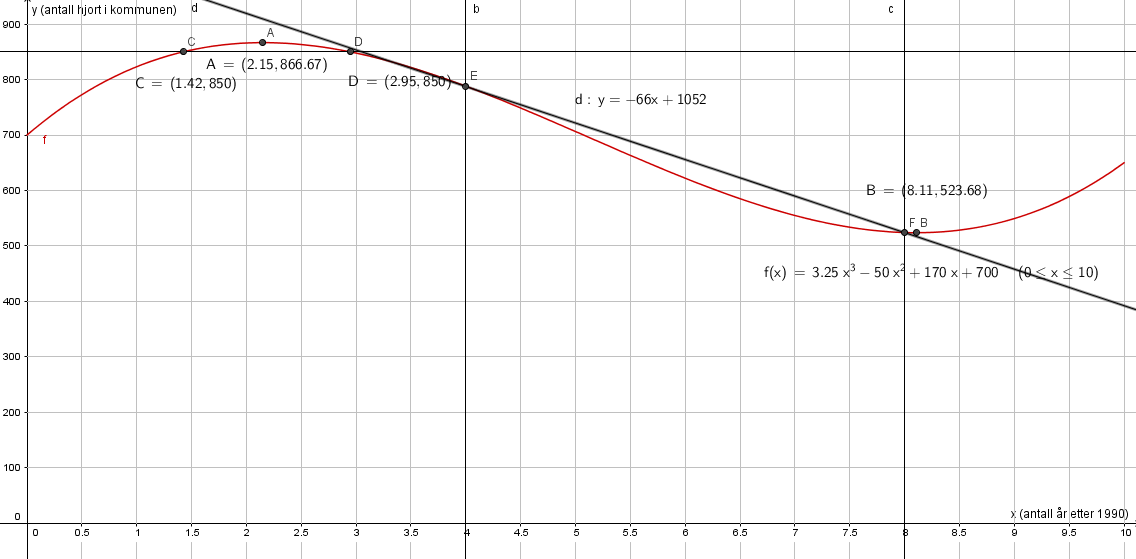 y (antall hjort i kommunen) d b c
900
C A D
A = (2.15, 866.67)
C = (1.42, 850) D = (2.95, 850) E
800
d : y = −66x + 1052
700
f
600
B = (8.11, 523.68)
F B
500
f(x) = 3.25 x³ − 50 x² + 170 x + 700 (0 ≤ x ≤ 10)
400
300
200
100
0 x (antall år etter 1990)
0 0.5 1 1.5 2 2.5 3 3.5 4 4.5 5 5.5 6 6.5 7 7.5 8 8.5 9 9.5 10